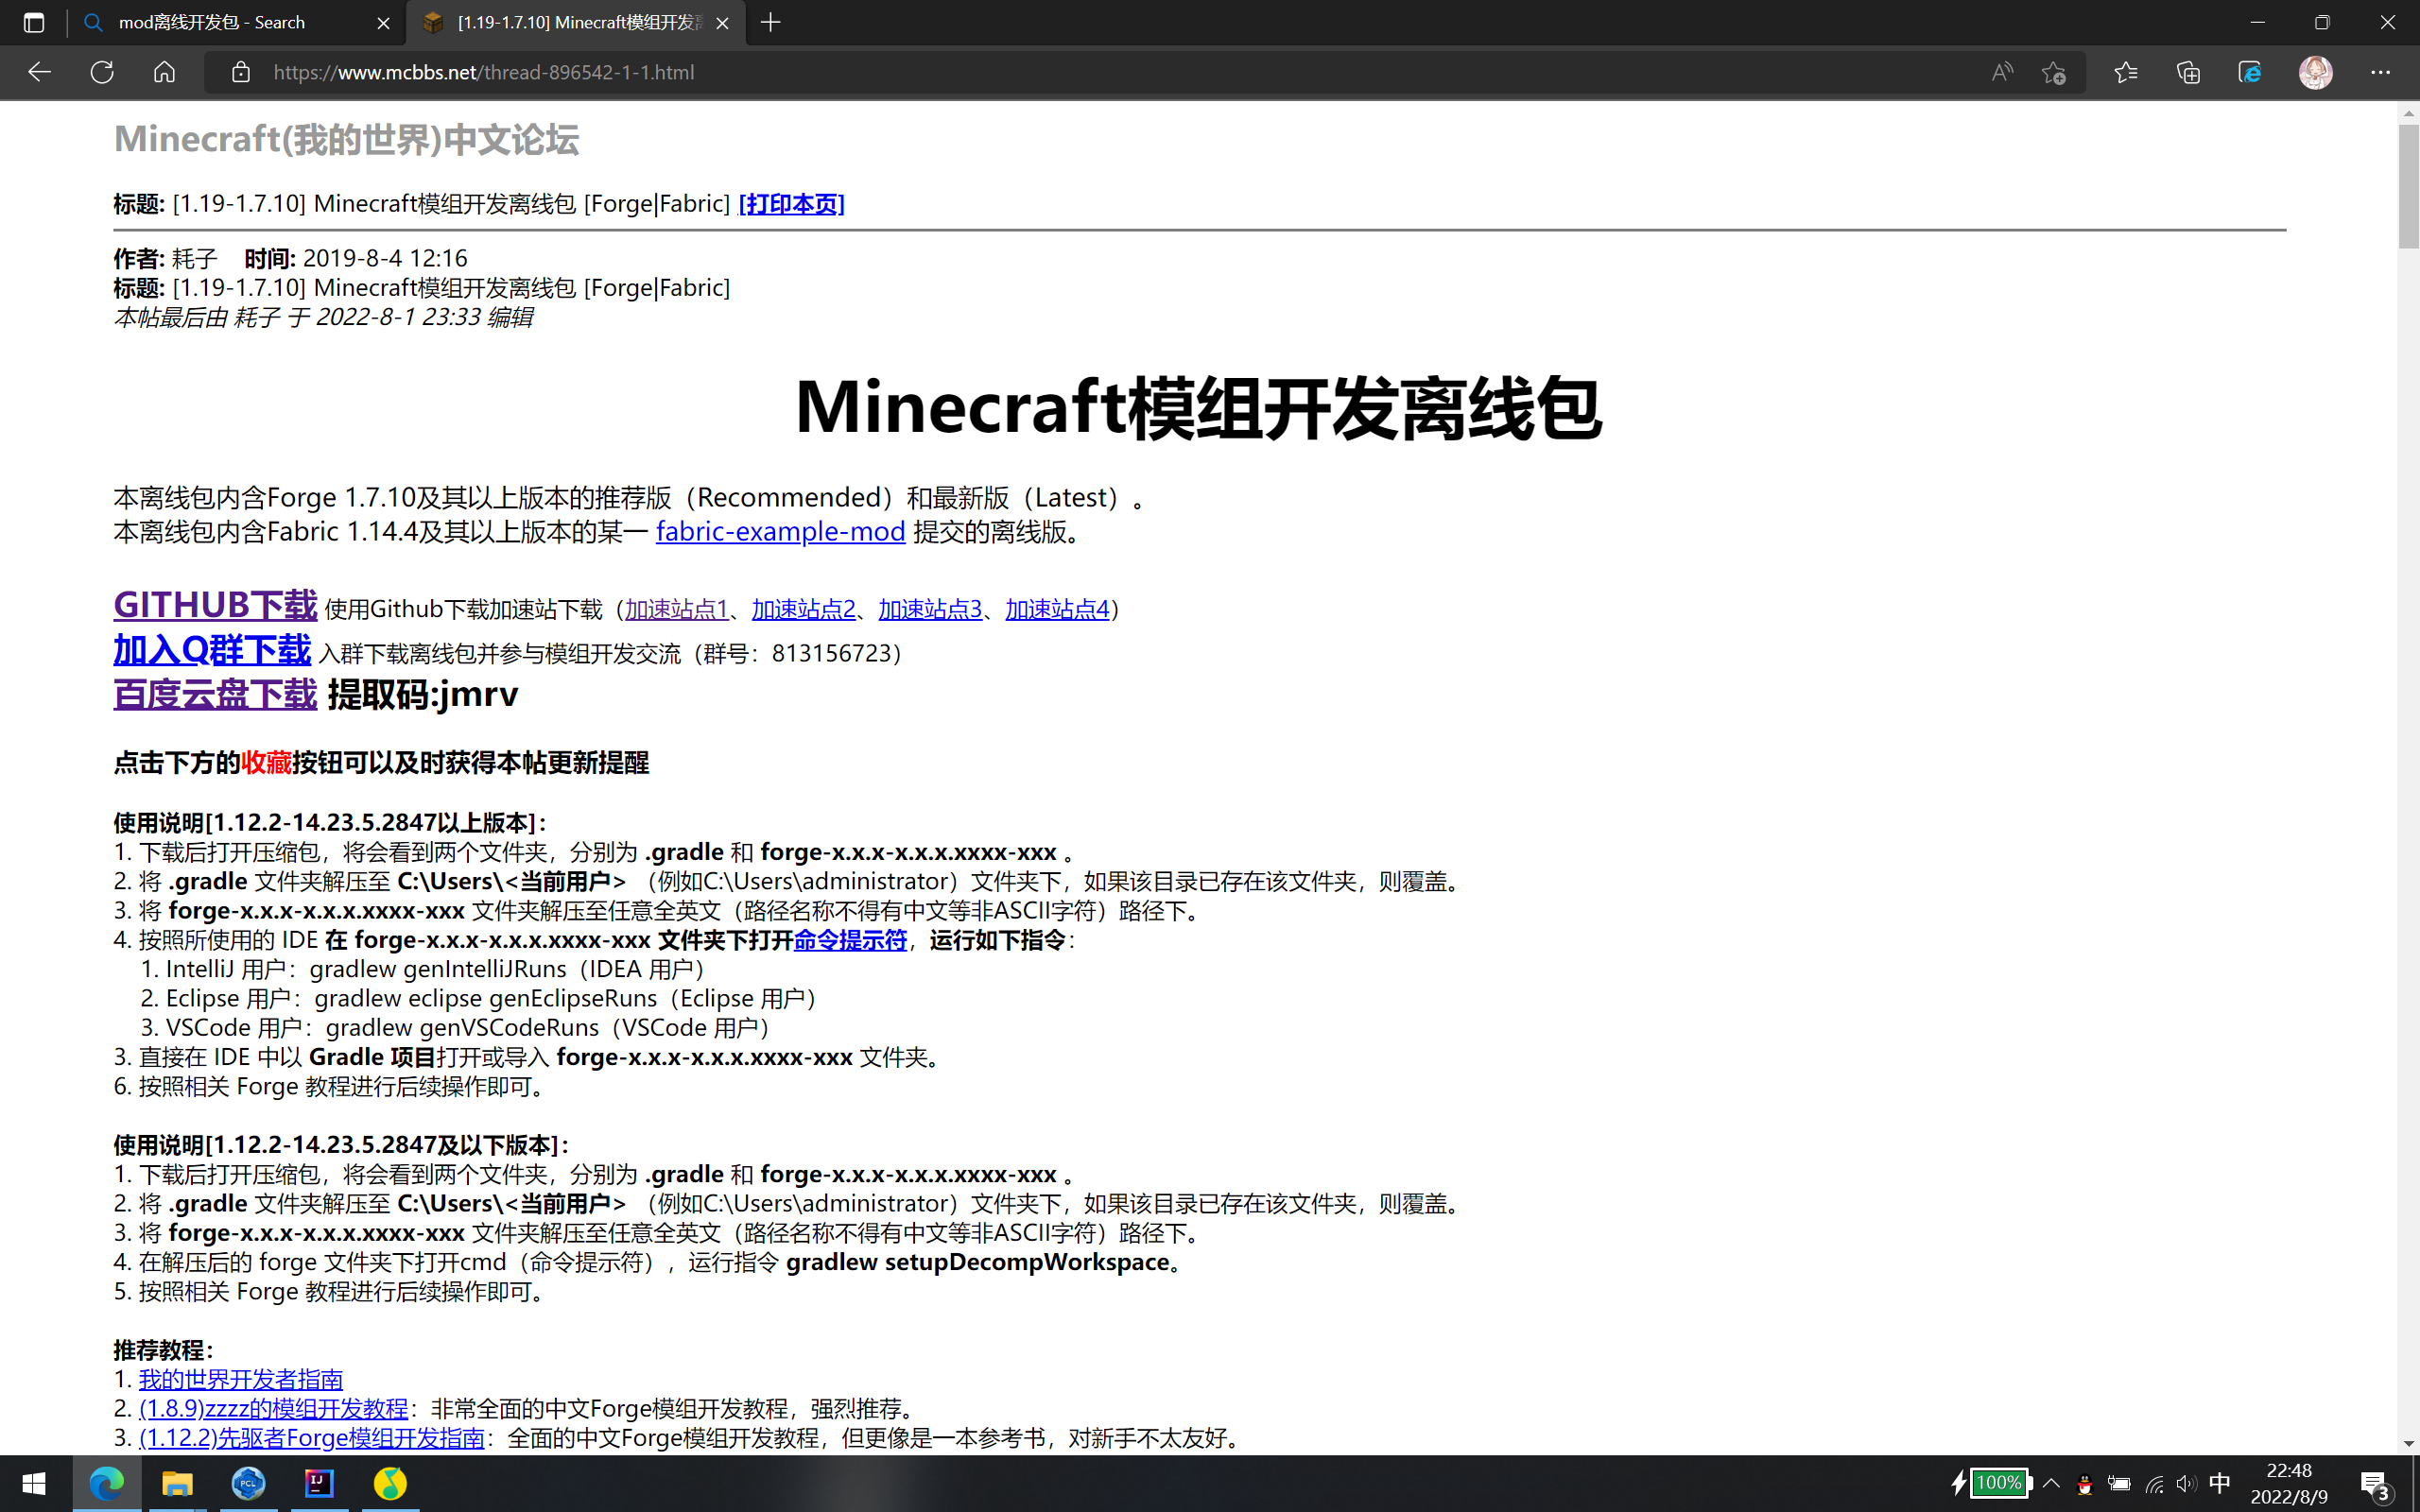 mod离线开发包 - Search
[1.19-1.7.10] Minecraft模组开发离
https://www.mcbbs.net/thread-896542-1-1.html
Minecraft(我的世界)中文论坛
标题: [1.19-1.7.10] Minecraft模组开发离线包 [Forge|Fabric] [打印本页]
作者: 耗子 时间: 2019-8-4 12:16
标题: [1.19-1.7.10] Minecraft模组开发离线包 [Forge|Fabric]
本帖最后由 耗子 于 2022-8-1 23:33 编辑
Minecraft模组开发离线包
本离线包内含Forge 1.7.10及其以上版本的推荐版（Recommended）和最新版（Latest）。
本离线包内含Fabric 1.14.4及其以上版本的某一 fabric-example-mod 提交的离线版。
GITHUB下载 使用Github下载加速站下载（加速站点1、加速站点2、加速站点3、加速站点4）
加入Q群下载 入群下载离线包并参与模组开发交流（群号：813156723）
百度云盘下载 提取码:jmrv
点击下方的收藏按钮可以及时获得本帖更新提醒
使用说明[1.12.2-14.23.5.2847以上版本]：
1. 下载后打开压缩包，将会看到两个文件夹，分别为 .gradle 和 forge-x.x.x-x.x.x.xxxx-xxx 。
2. 将 .gradle 文件夹解压至 C:\Users\<当前用户> （例如C:\Users\administrator）文件夹下，如果该目录已存在该文件夹，则覆盖。
3. 将 forge-x.x.x-x.x.x.xxxx-xxx 文件夹解压至任意全英文（路径名称不得有中文等非ASCII字符）路径下。
4. 按照所使用的 IDE 在 forge-x.x.x-x.x.x.xxxx-xxx 文件夹下打开命令提示符，运行如下指令：
1. IntelliJ 用户：gradlew genIntelliJRuns（IDEA 用户）
2. Eclipse 用户：gradlew eclipse genEclipseRuns（Eclipse 用户）
3. VSCode 用户：gradlew genVSCodeRuns（VSCode 用户）
3. 直接在 IDE 中以 Gradle 项目打开或导入 forge-x.x.x-x.x.x.xxxx-xxx 文件夹。
6. 按照相关 Forge 教程进行后续操作即可。
使用说明[1.12.2-14.23.5.2847及以下版本]：
1. 下载后打开压缩包，将会看到两个文件夹，分别为 .gradle 和 forge-x.x.x-x.x.x.xxxx-xxx 。
2. 将 .gradle 文件夹解压至 C:\Users\<当前用户> （例如C:\Users\administrator）文件夹下，如果该目录已存在该文件夹，则覆盖。
3. 将 forge-x.x.x-x.x.x.xxxx-xxx 文件夹解压至任意全英文（路径名称不得有中文等非ASCII字符）路径下。
4. 在解压后的 forge 文件夹下打开cmd（命令提示符），运行指令 gradlew setupDecompWorkspace。
5. 按照相关 Forge 教程进行后续操作即可。
推荐教程：
1. 我的世界开发者指南
2. (1.8.9)zzzz的模组开发教程：非常全面的中文Forge模组开发教程，强烈推荐。
3. (1.12.2)先驱者Forge模组开发指南：全面的中文Forge模组开发教程，但更像是一本参考书，对新手不太友好。
PCL
IJ
100%
中
22:48
2022/8/9
3